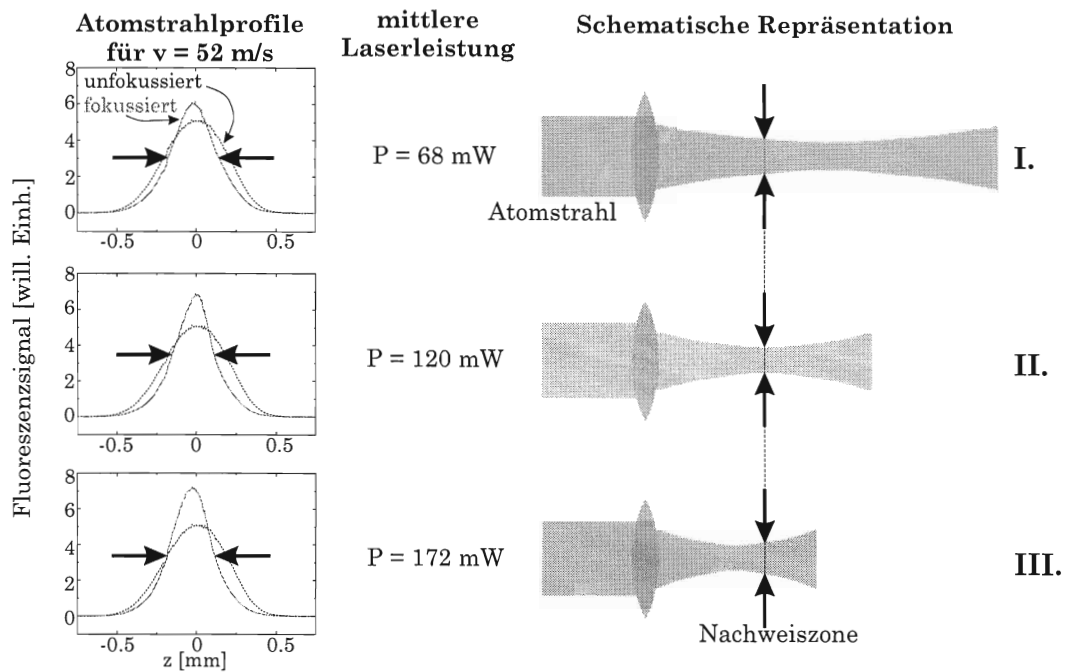 Atomstrahlprofile
für v = 52 m/s
mittlere
Laserleistung
Schematische Repräsentation
Fluoreszenzsignal [will. Einh.]
8
6
4
2
0
unfokussiert
fokussiert
-0.5
0
0.5
P = 68 mW
Atomstrahl
I.
8
6
4
2
0
-0.5
0
0.5
P = 120 mW
II.
8
6
4
2
0
-0.5
0
0.5
z [mm]
P = 172 mW
Nachweiszone
III.